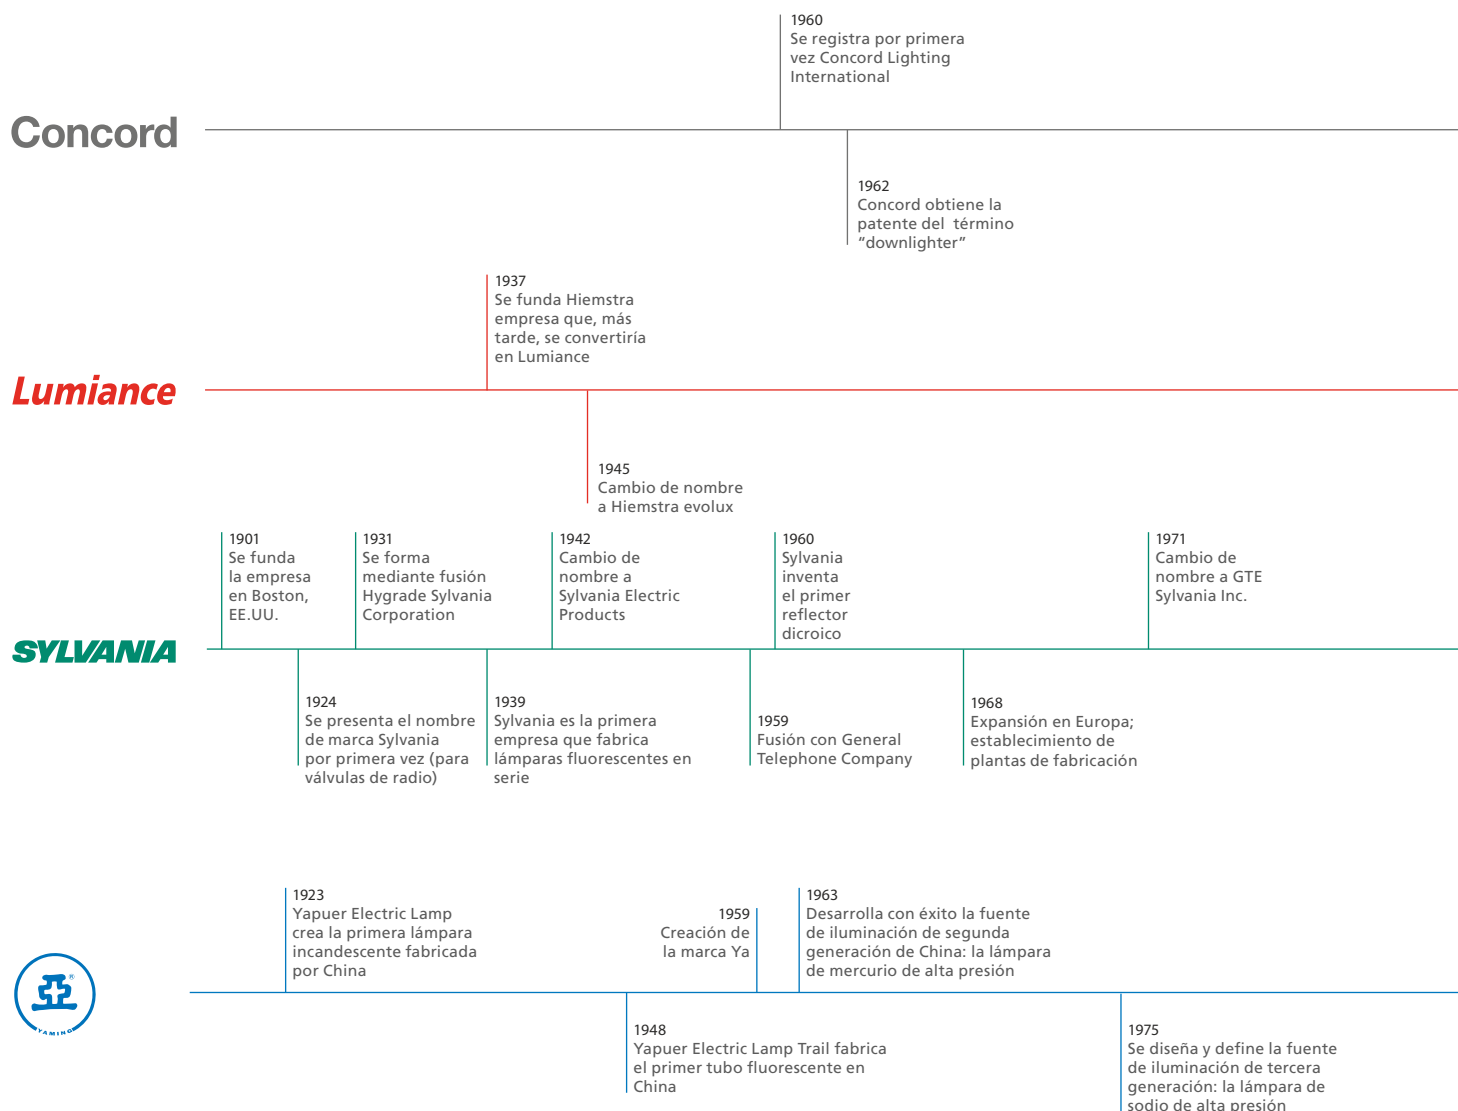 1960
Se registra por primera
vez Concord Lighting
International
Concord
1962
Concord obtiene la
patente del  término
“downlighter”
1937
Se funda Hiemstra
empresa que, más
tarde, se convertiría
en Lumiance
Lumiance
1945
Cambio de nombre
a Hiemstra evolux
1901
Se funda
la empresa
en Boston,
EE.UU.
1931
Se forma
mediante fusión
Hygrade Sylvania
Corporation
1942
Cambio de
nombre a
Sylvania Electric
Products
1960
Sylvania
inventa
el primer
reflector
dicroico
1971
Cambio de
nombre a GTE
Sylvania Inc.
SYLVANIA
1924
Se presenta el nombre
de marca Sylvania
por primera vez (para
válvulas de radio)
1939
Sylvania es la primera
empresa que fabrica
lámparas fluorescentes en
serie
1959
Fusión con General
Telephone Company
1968
Expansión en Europa;
establecimiento de
plantas de fabricación
1923
Yapuer Electric Lamp
crea la primera lámpara
incandescente fabricada
por China
1959
Creación de
la marca Ya
1963
Desarrolla con éxito la fuente
de iluminación de segunda
generación de China: la lámpara
de mercurio de alta presión
亞®
YAMING
1948
Yapuer Electric Lamp Trail fabrica
el primer tubo fluorescente en
China
1975
Se diseña y define la fuente
de iluminación de tercera
generación: la lámpara de
sodio de alta presión